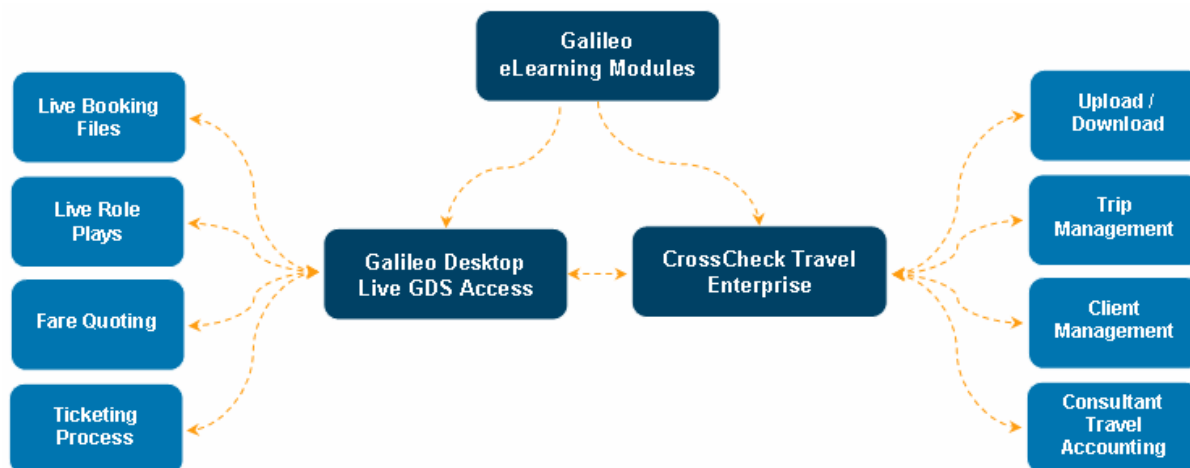 Galileo
eLearning Modules
Live Booking
Files
Live Role
Plays
Fare Quoting
Ticketing
Process
Galileo Desktop
Live GDS Access
CrossCheck Travel
Enterprise
Upload /
Download
Trip
Management
Client
Management
Consultant
Travel
Accounting